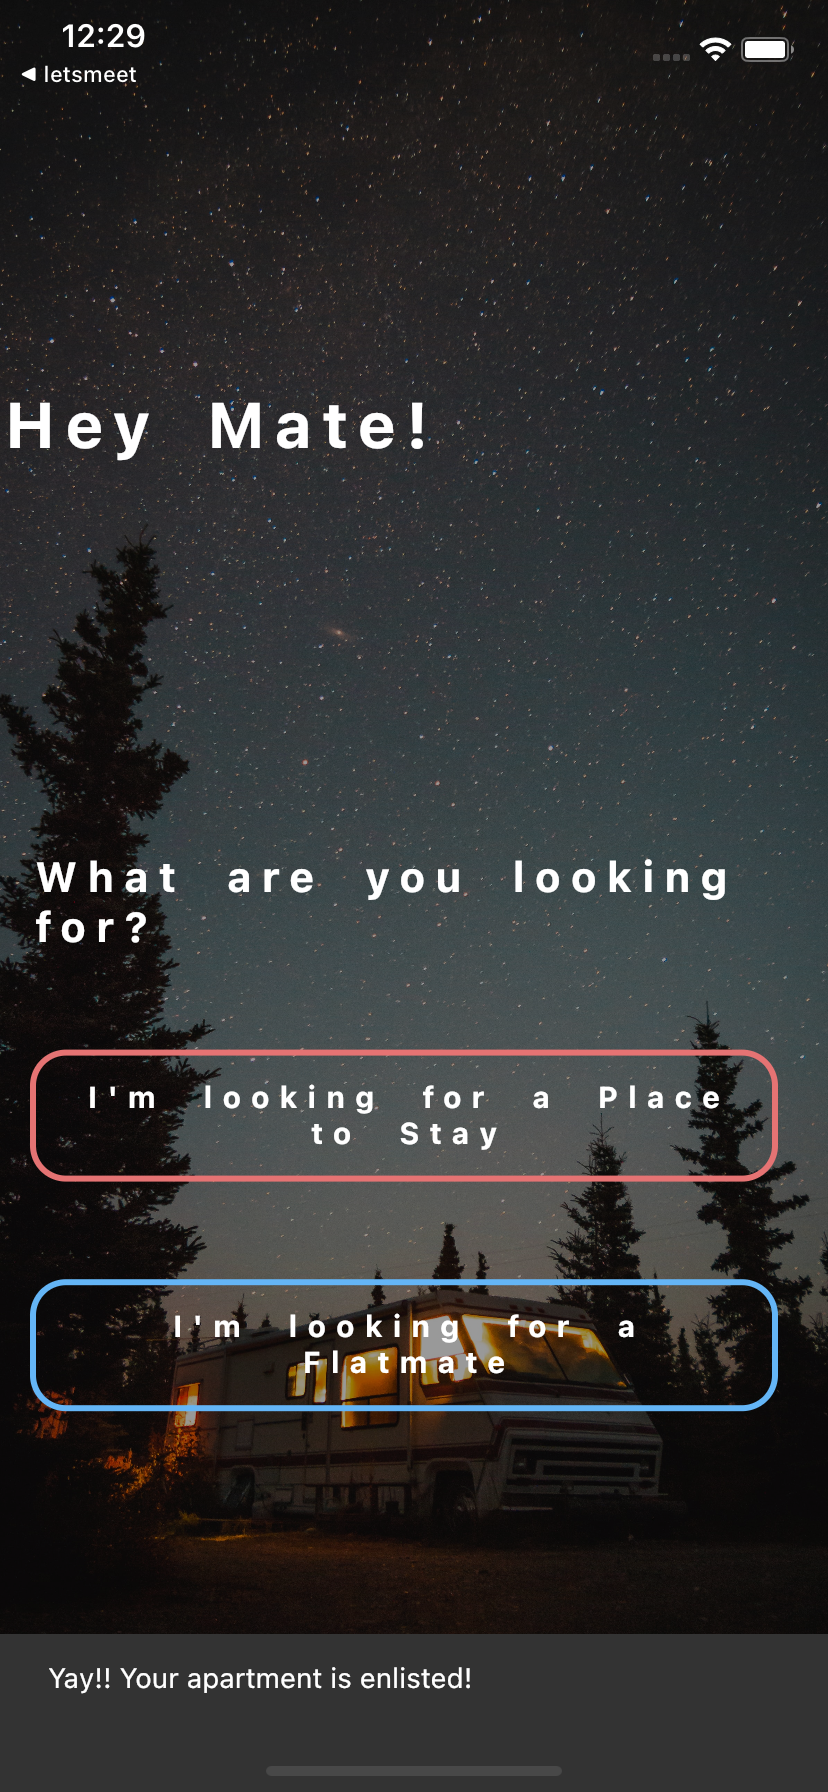 12:29
◀ letsmeet
Hey Mate!
What are you looking
for?
I'm looking for a Place
to Stay
I'm looking for a
Flatmate
Yay!! Your apartment is enlisted!